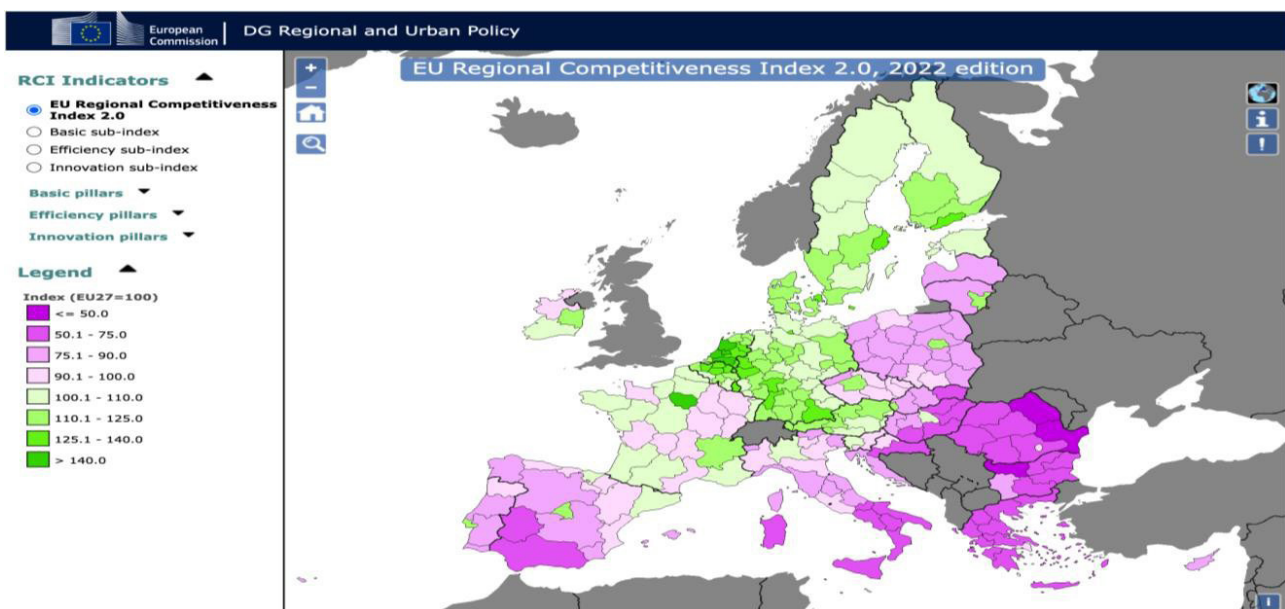 European
Commission
DG Regional and Urban Policy
RCI Indicators
EU Regional Competitiveness
Index 2.0
Basic sub-index
Efficiency sub-index
Innovation sub-index
Basic pillars
Efficiency pillars
Innovation pillars
Legend
Index (EU27=100)
<= 50.0
50.1 - 75.0
75.1 - 90.0
90.1 - 100.0
100.1 - 110.0
110.1 - 125.0
125.1 - 140.0
> 140.0
+
−
EU Regional Competitiveness Index 2.0, 2022 edition
i
!